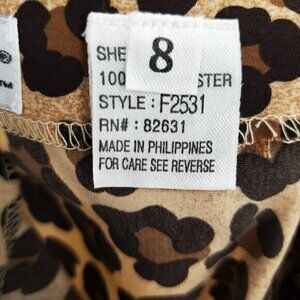 SHE
8
100
STER
STYLE : F2531
RN# : 82631
MADE IN PHILIPPINES
FOR CARE SEE REVERSE